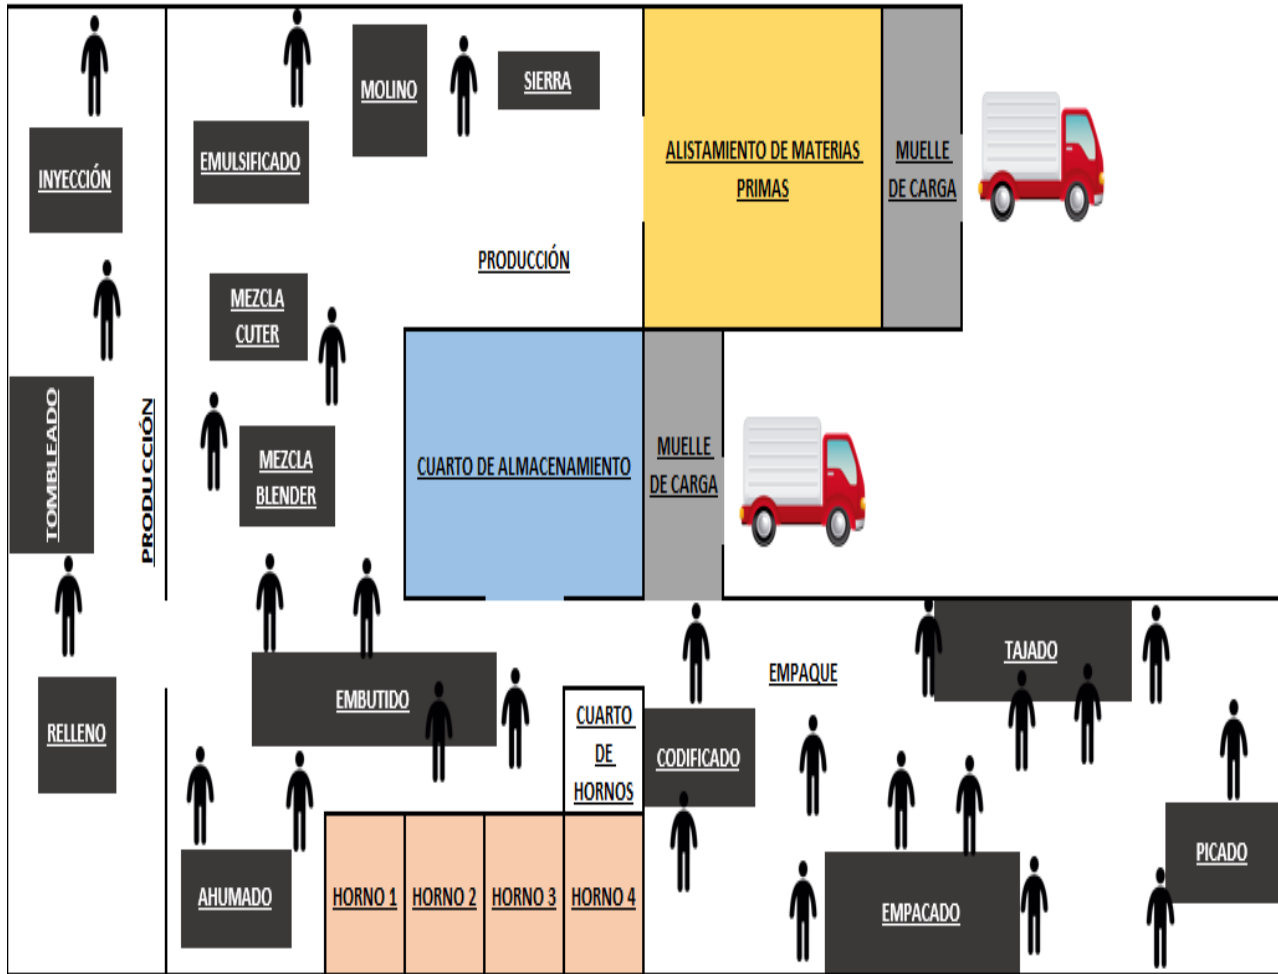 MOLINO
SIERRA
INYECCIÓN
EMULSIFICADO
ALISTAMIENTO DE MATERIAS
PRIMAS
MUELLE
DE CARGA
PRODUCCIÓN
MEZCLA
CUTER
TOMBLEADO
PRODUCCIÓN
MEZCLA
BLENDER
CUARTO DE ALMACENAMIENTO
MUELLE
DE CARGA
RELLENO
EMBUTIDO
CUARTO
DE
HORNOS
EMPAQUE
TAJADO
CODIFICADO
PICADO
AHUMADO
HORNO 1
HORNO 2
HORNO 3
HORNO 4
EMPACADO